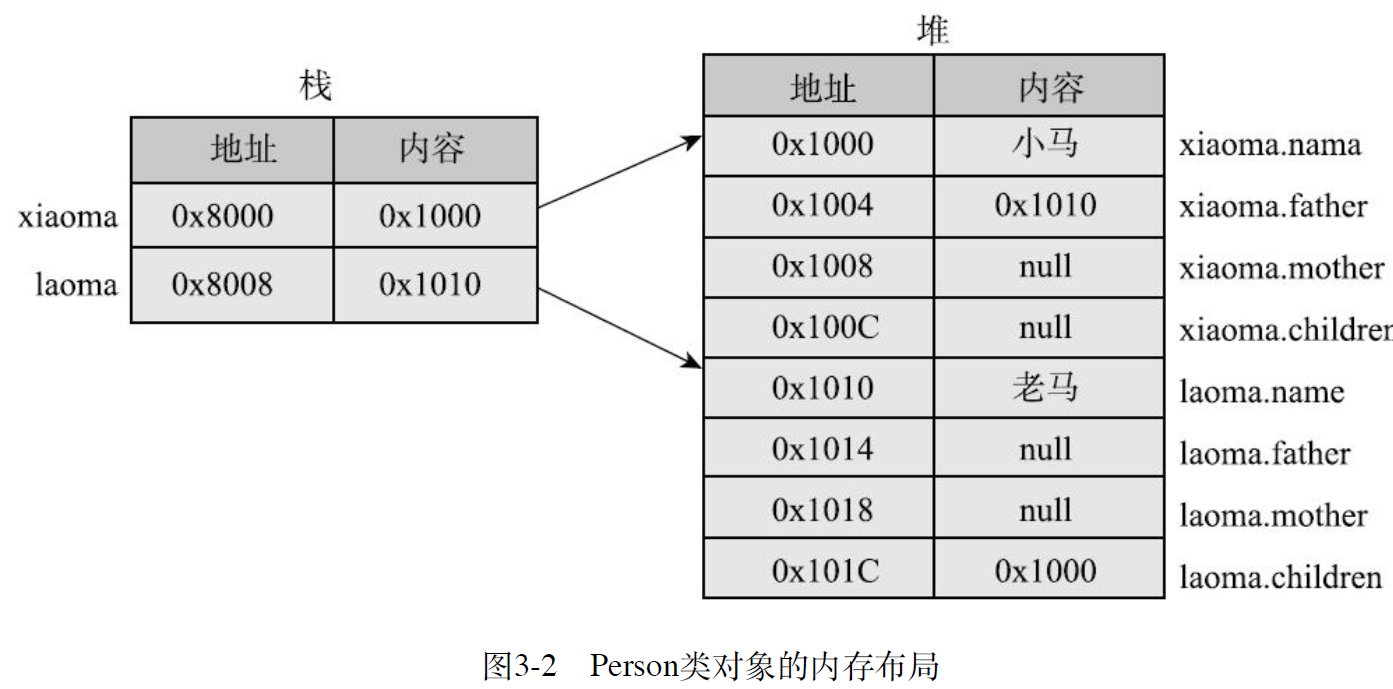 栈
地址 内容
xiaoma 0x8000 0x1000
laoma 0x8008 0x1010
堆
地址 内容
0x1000 小马 xiaoma.nama
0x1004 0x1010 xiaoma.father
0x1008 null xiaoma.mother
0x100C null xiaoma.children
0x1010 老马 laoma.name
0x1014 null laoma.father
0x1018 null laoma.mother
0x101C 0x1000 laoma.children
图3-2 Person类对象的内存布局